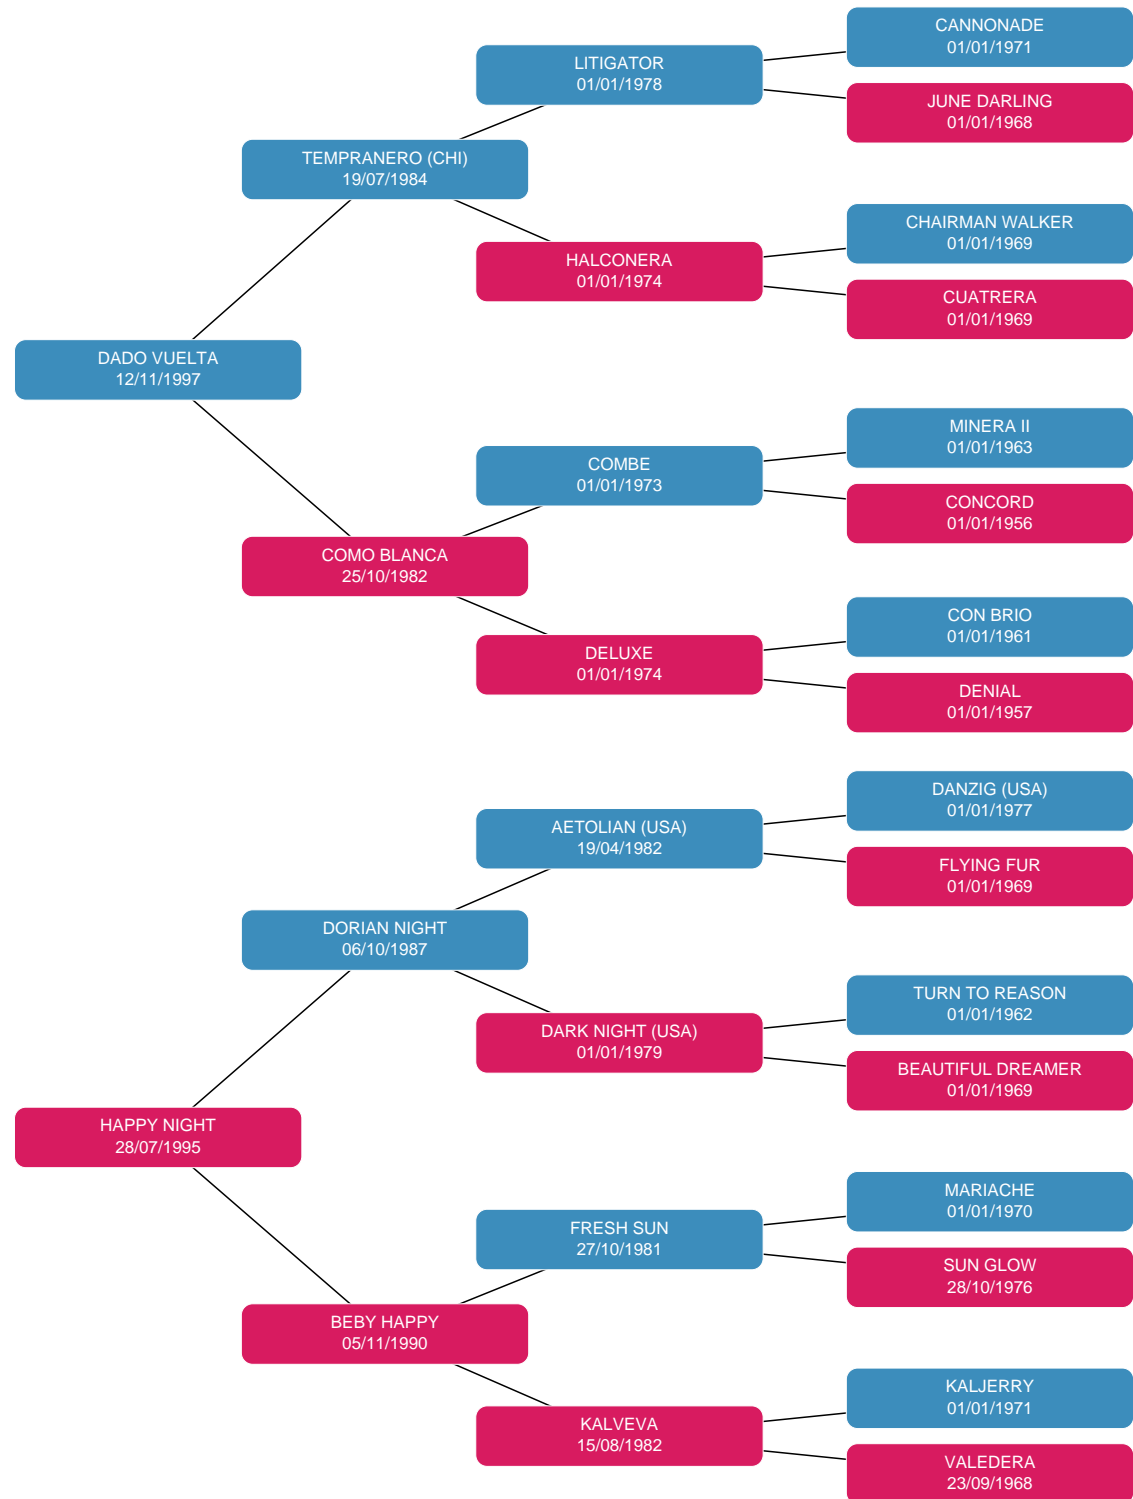 CANNONADE
01/01/1971
LITIGATOR
01/01/1978
JUNE DARLING
01/01/1968
TEMPRANERO (CHI)
19/07/1984
CHAIRMAN WALKER
01/01/1969
HALCONERA
01/01/1974
CUATRERA
01/01/1969
DADO VUELTA
12/11/1997
MINERA II
01/01/1963
COMBE
01/01/1973
CONCORD
01/01/1956
COMO BLANCA
25/10/1982
CON BRIO
01/01/1961
DELUXE
01/01/1974
DENIAL
01/01/1957
DANZIG (USA)
01/01/1977
AETOLIAN (USA)
19/04/1982
FLYING FUR
01/01/1969
DORIAN NIGHT
06/10/1987
TURN TO REASON
01/01/1962
DARK NIGHT (USA)
01/01/1979
BEAUTIFUL DREAMER
01/01/1969
HAPPY NIGHT
28/07/1995
MARIACHE
01/01/1970
FRESH SUN
27/10/1981
SUN GLOW
28/10/1976
BEBY HAPPY
05/11/1990
KALJERRY
01/01/1971
KALVEVA
15/08/1982
VALEDERA
23/09/1968